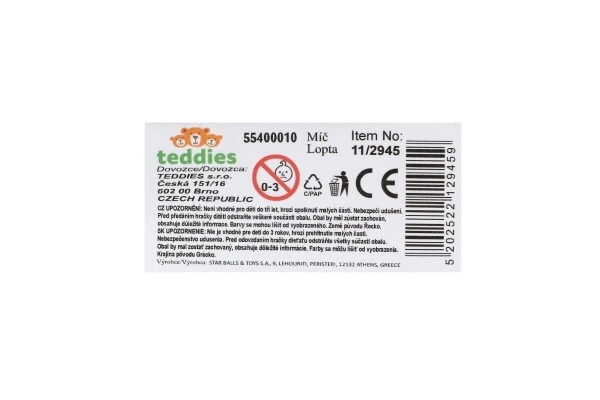 teddies
55400010
Míč
Lopta
Item No:
11/2945
Dovozce/Dovozca:
TEDDIES s.r.o.
Česká 151/16
602 00 Brno
CZECH REPUBLIC
0-3
C/PAP
CE
CZ UPOZORNĚNÍ: Není vhodné pro děti do tří let, hrozí spolknutí malých částí. Nebezpečí udušení.
Před předáním hračky dítěti odstraňte veškeré součásti obalu. Obal by měl zůstat zachován,
obsahuje důležité informace. Barvy se mohou lišit od vyobrazeného. Země původu Řecko.
SK UPOZORNENIE: Nie je vhodné pre deti do 3 rokov, hrozí prehltnutie malých častí.
Nebezpečenstvo udusenia. Pred odovzdaním hračky dieťaťu odstráňte všetky súčasti obalu.
Obal by mal zostať zachovaný, obsahuje dôležité informácie. Farby sa môžu líšiť od vyobrazenia.
Krajina pôvodu Grécko.
Výrobce/Výrobca: STAR BALLS & TOYS S.A., 9, LEHOURITI, PERISTERI, 12132 ATHENS, GREECE
5 202522 129459